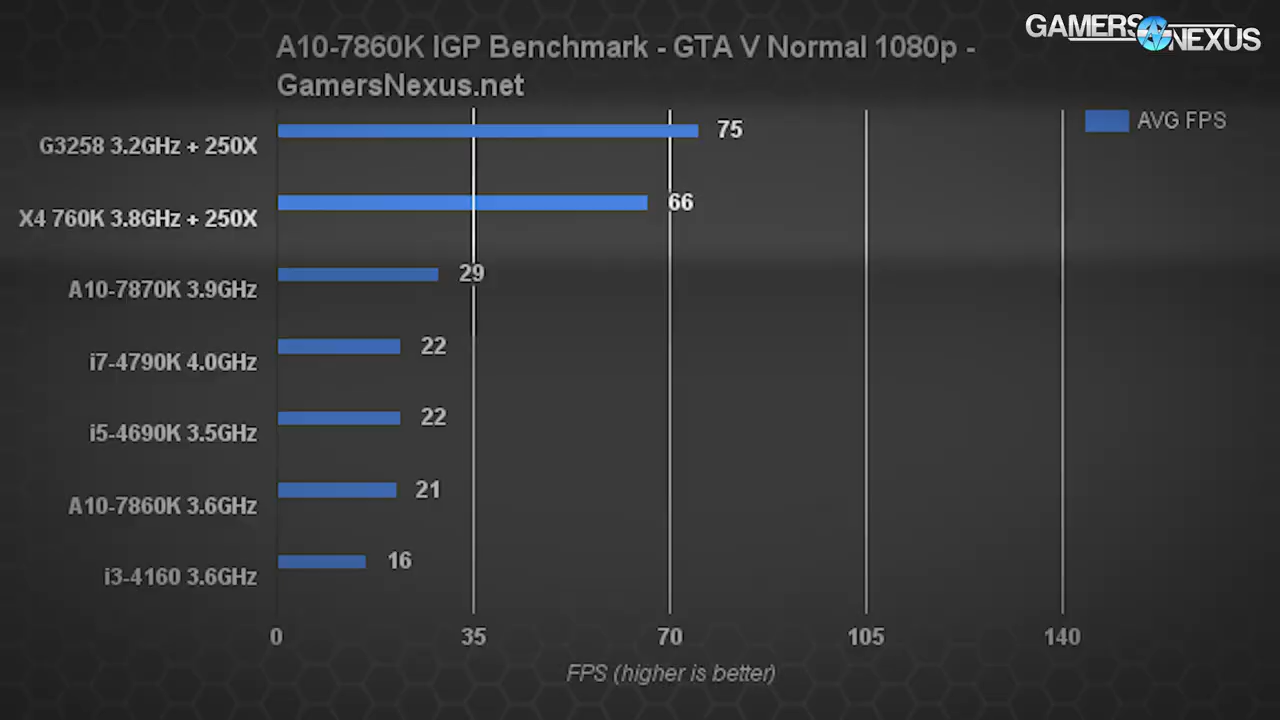 GAMERS NEXUS
A10-7860K IGP Benchmark - GTA V Normal 1080p -
GamersNexus.net
AVG FPS
G3258 3.2GHz + 250X 75
X4 760K 3.8GHz + 250X 66
A10-7870K 3.9GHz 29
i7-4790K 4.0GHz 22
i5-4690K 3.5GHz 22
A10-7860K 3.6GHz 21
i3-4160 3.6GHz 16
0 35 70 105 140
FPS (higher is better)